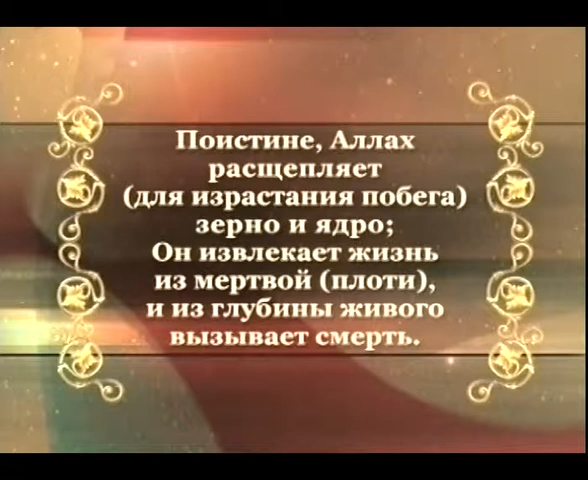 Поистине, Аллах
расщепляет
(для израстания побега)
зерно и ядро;
Он извлекает жизнь
из мертвой (плоти),
и из глубины живого
вызывает смерть.